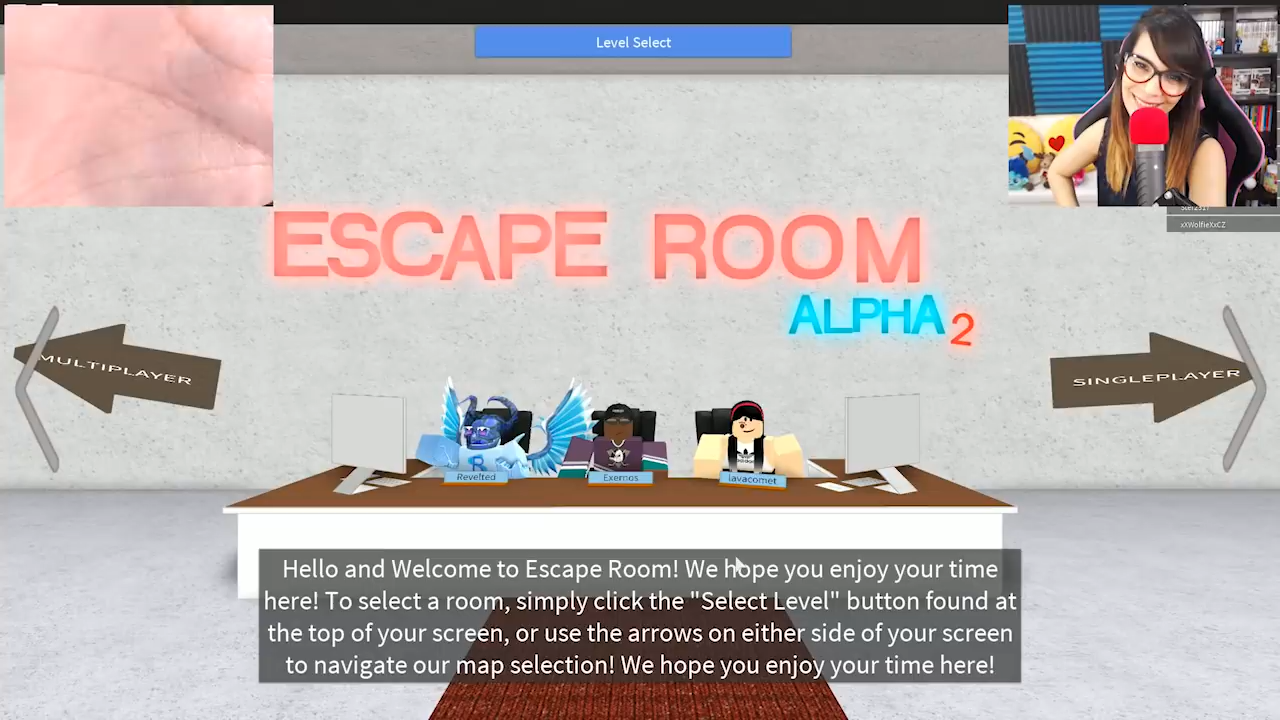 Level Select
xXWolfieXxCZ
ESCAPE ROOM
ALPHA 2
MULTIPLAYER
SINGLEPLAYER
R
adidas
Revelted
Exernos
lavacomet
Hello and Welcome to Escape Room! We hope you enjoy your time
here! To select a room, simply click the "Select Level" button found at
the top of your screen, or use the arrows on either side of your screen
to navigate our map selection! We hope you enjoy your time here!